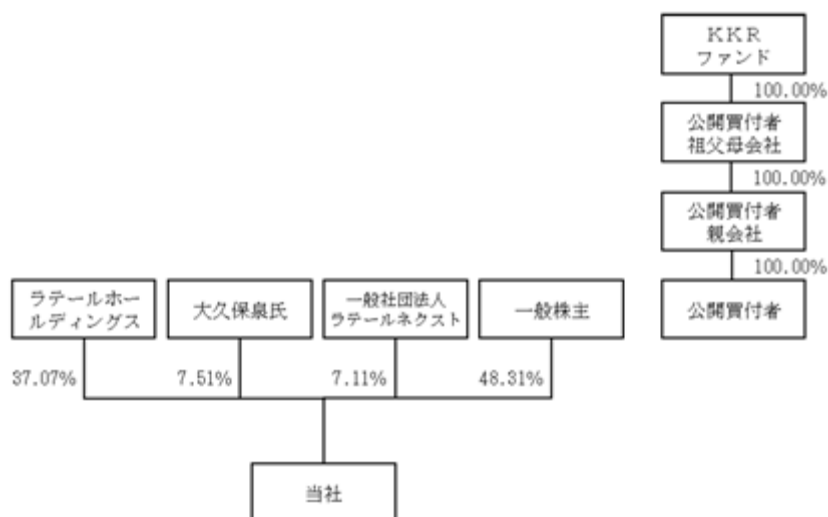 ＫＫＲ
ファンド
100.00%
公開買付者
祖父母会社
100.00%
公開買付者
親会社
100.00%
公開買付者
ラテールホー
ルディングス
大久保泉氏
一般社団法人
ラテールネクスト
一般株主
37.07%
7.51%
7.11%
48.31%
当社